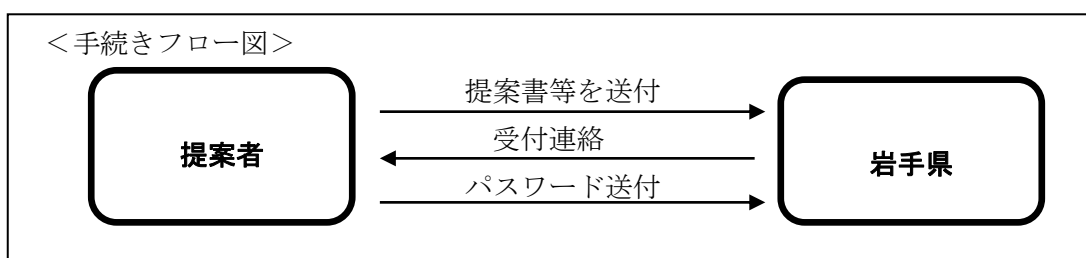 ＜手続きフロー図＞
提案書等を送付
提案者
受付連絡
岩手県
パスワード送付